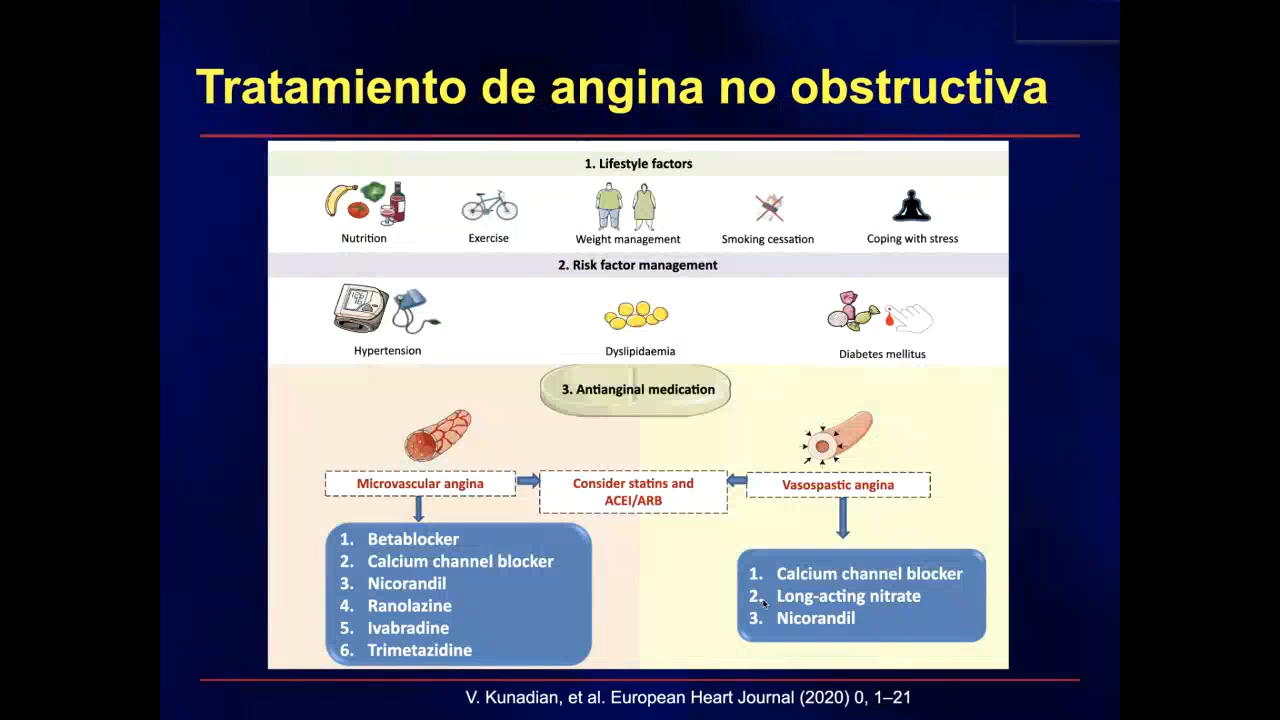 Tratamiento de angina no obstructiva
1. Lifestyle factors
Nutrition
Exercise
Weight management
Smoking cessation
Coping with stress
2. Risk factor management
Hypertension
Dyslipidaemia
Diabetes mellitus
3. Antianginal medication
Microvascular angina
Consider statins and
ACEI/ARB
Vasospastic angina
1. Betablocker
2. Calcium channel blocker
3. Nicorandil
4. Ranolazine
5. Ivabradine
6. Trimetazidine
1. Calcium channel blocker
2. Long-acting nitrate
3. Nicorandil
V. Kunadian, et al. European Heart Journal (2020) 0, 1–21